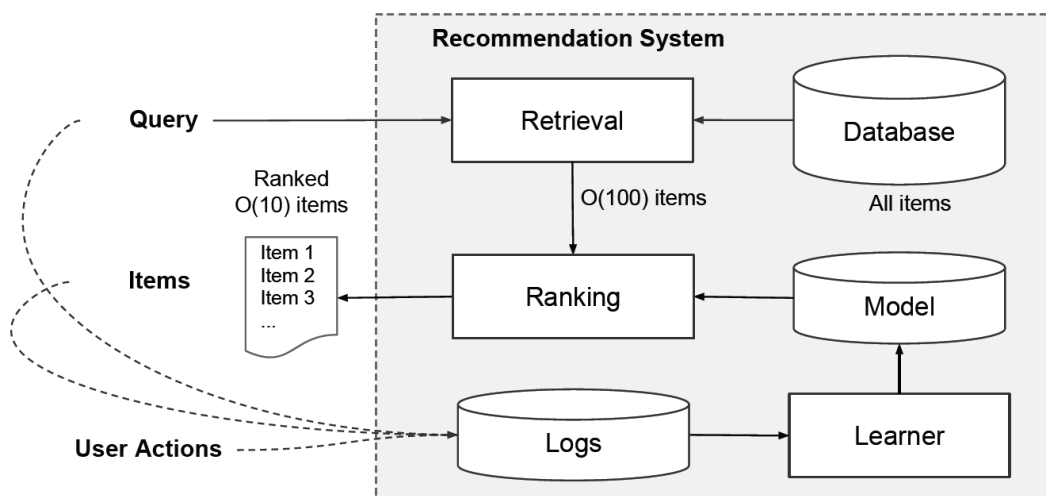 Recommendation System
Query
Retrieval
Database
Ranked
O(10) items
O(100) items
All items
Items
Item 1
Item 2
Item 3
...
Ranking
Model
User Actions
Logs
Learner